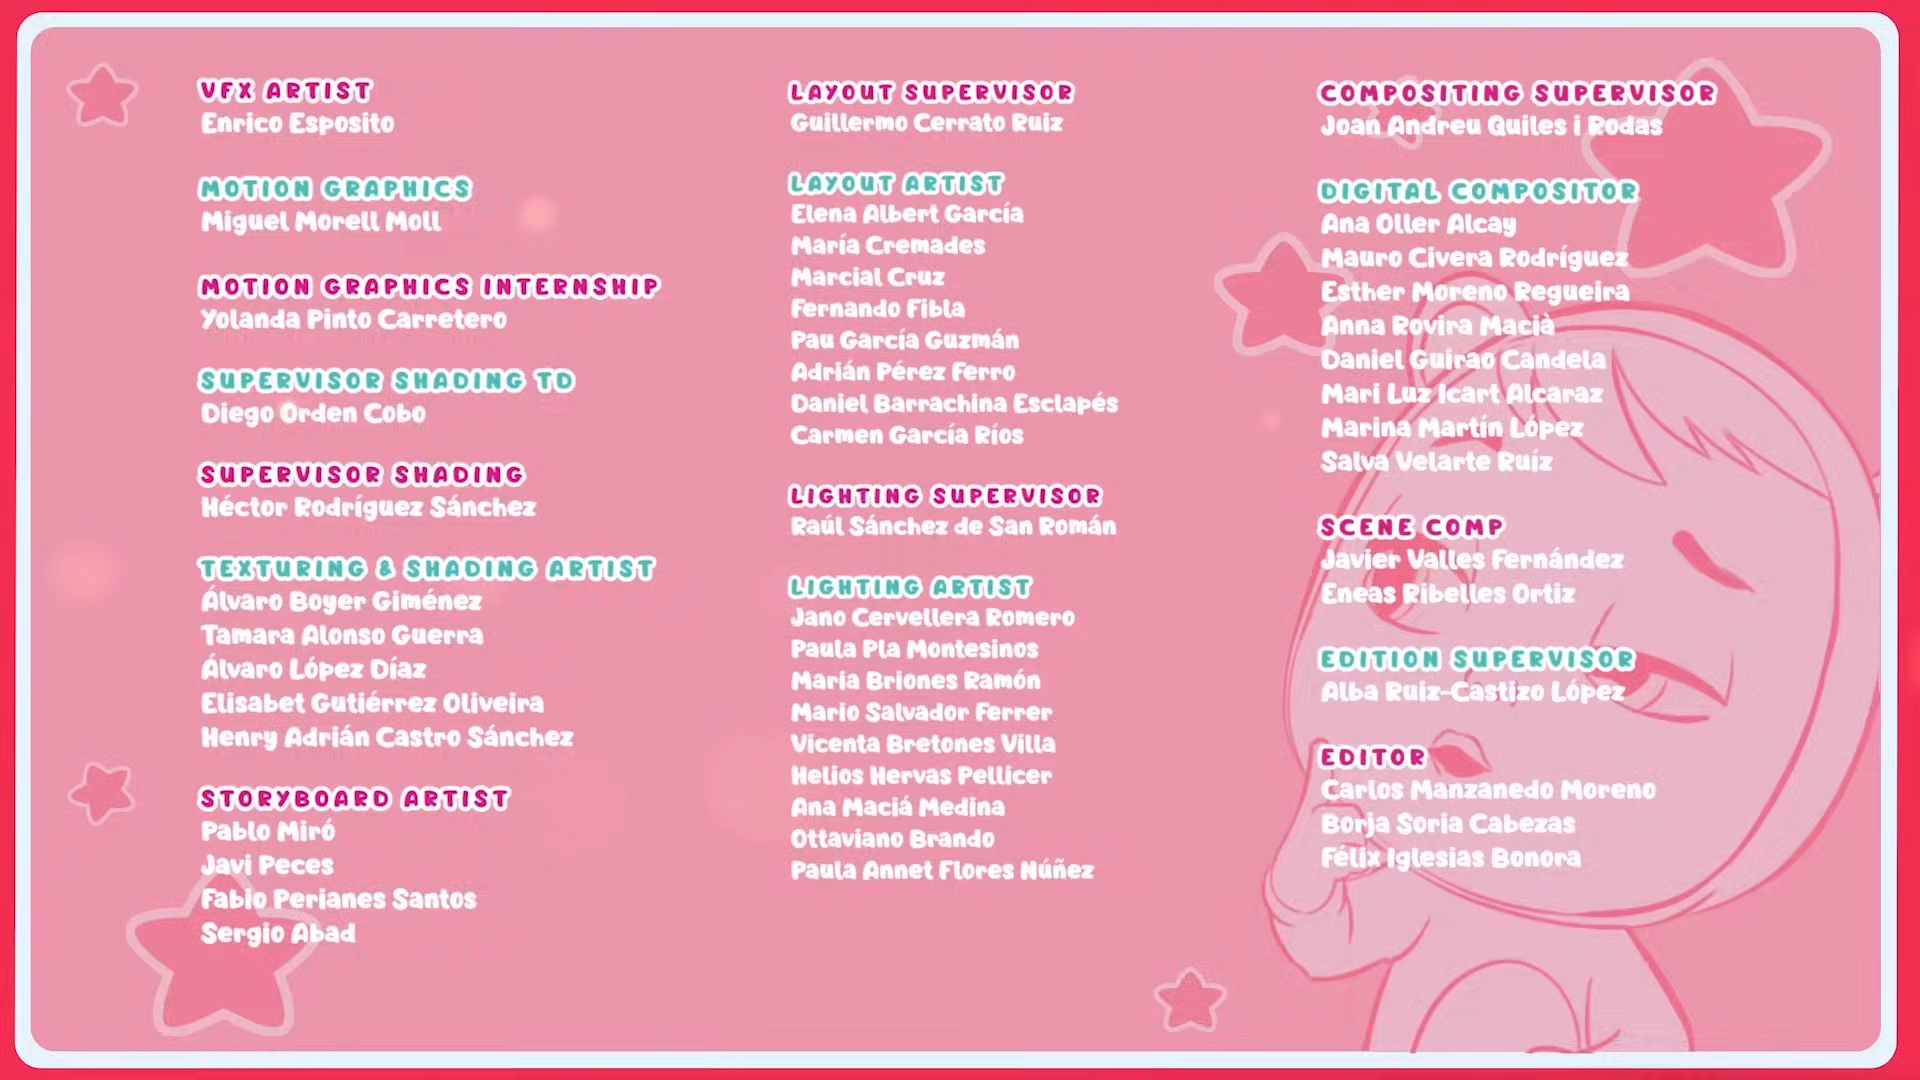 VFX ARTIST
Enrico Esposito
MOTION GRAPHICS
Miguel Morell Moll
MOTION GRAPHICS INTERNSHIP
Yolanda Pinto Carretero
SUPERVISOR SHADING TD
Diego Orden Cobo
SUPERVISOR SHADING
Héctor Rodríguez Sánchez
TEXTURING & SHADING ARTIST
Álvaro Boyer Giménez
Tamara Alonso Guerra
Álvaro López Díaz
Elisabet Gutiérrez Oliveira
Henry Adrián Castro Sánchez
STORYBOARD ARTIST
Pablo Miró
Javi Peces
Fabio Perianes Santos
Sergio Abad
LAYOUT SUPERVISOR
Guillermo Cerrato Ruiz
LAYOUT ARTIST
Elena Albert García
María Cremades
Marcial Cruz
Fernando Fibla
Pau García Guzmán
Adrián Pérez Ferro
Daniel Barrachina Esclapés
Carmen García Ríos
LIGHTING SUPERVISOR
Raúl Sánchez de San Román
LIGHTING ARTIST
Jano Cervellera Romero
Paula Pla Montesinos
Maria Briones Ramón
Mario Salvador Ferrer
Vicenta Bretones Villa
Helios Hervas Pellicer
Ana Maciá Medina
Ottaviano Brando
Paula Annet Flores Núñez
COMPOSITING SUPERVISOR
Joan Andreu Quiles i Rodas
DIGITAL COMPOSITOR
Ana Oller Alcay
Mauro Civera Rodríguez
Esther Moreno Regueira
Anna Rovira Macià
Daniel Guirao Candela
Mari Luz Icart Alcaraz
Marina Martín López
Salva Velarte Ruíz
SCENE COMP
Javier Valles Fernández
Eneas Ribelles Ortiz
EDITION SUPERVISOR
Alba Ruiz-Castizo López
EDITOR
Carlos Manzanedo Moreno
Borja Soria Cabezas
Félix Iglesias Bonora